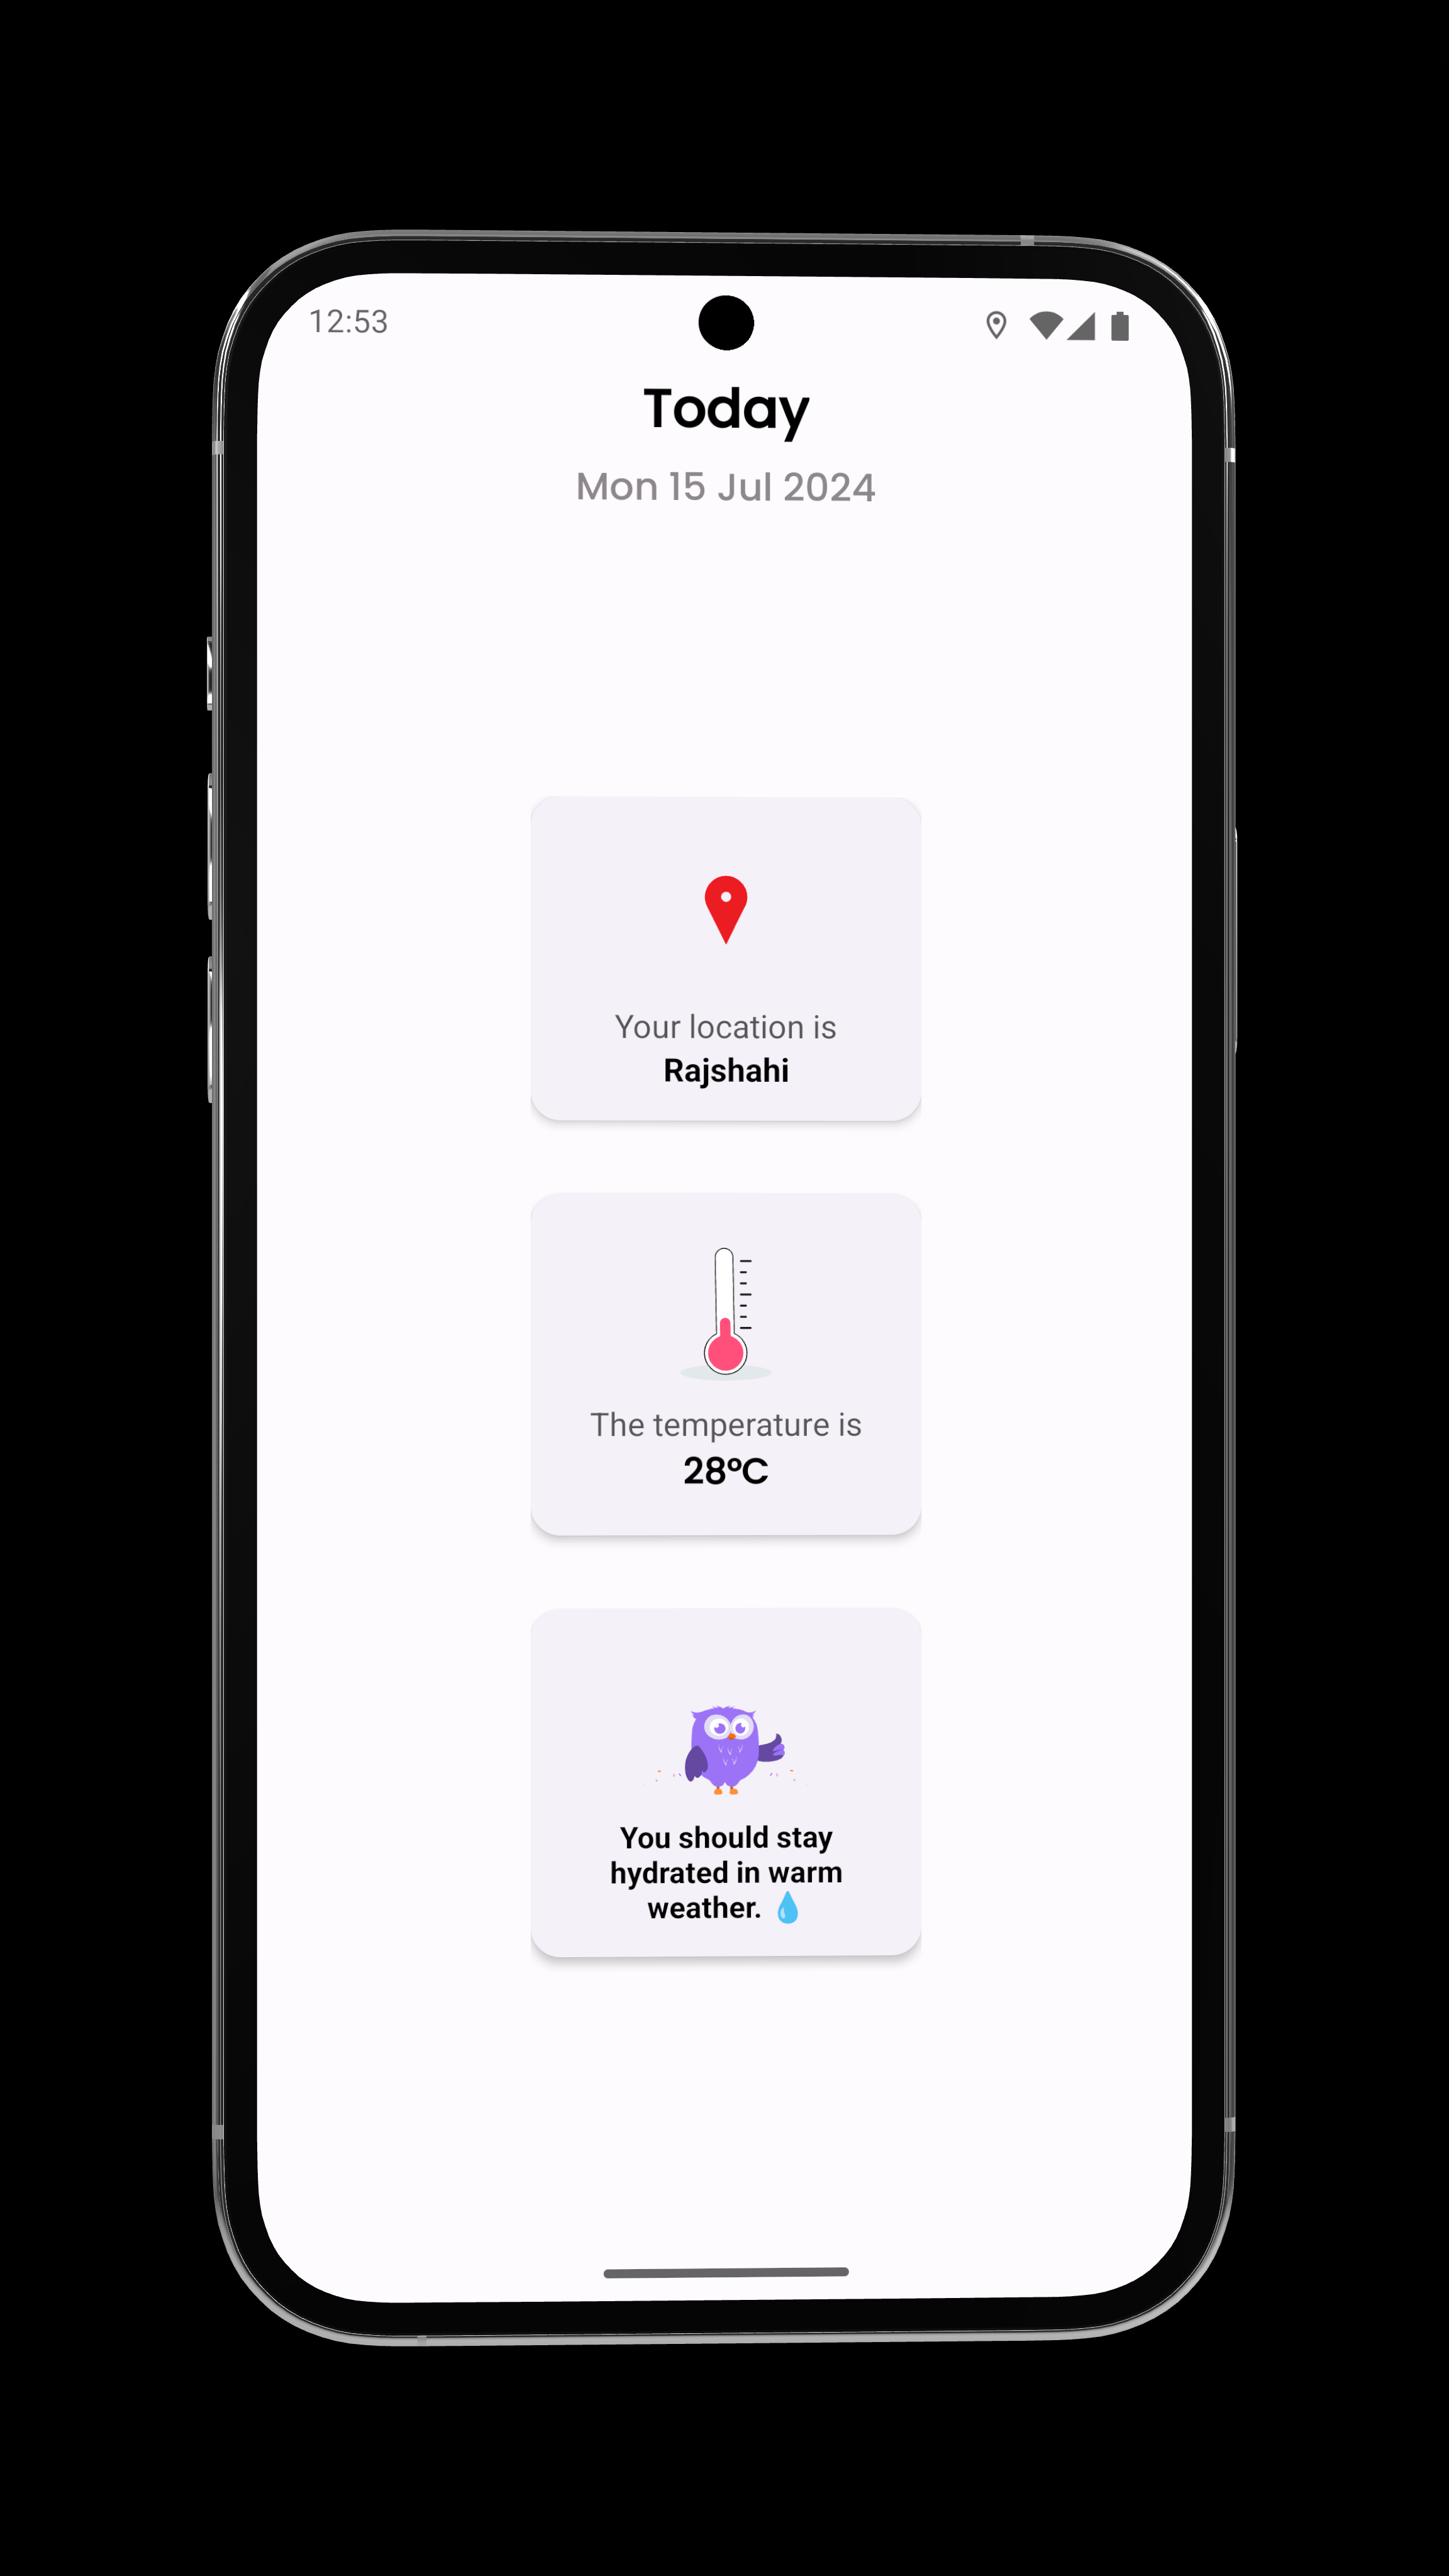 12:53
Today
Mon 15 Jul 2024
Your location is
Rajshahi
The temperature is
28°C
You should stay
hydrated in warm
weather. 💧